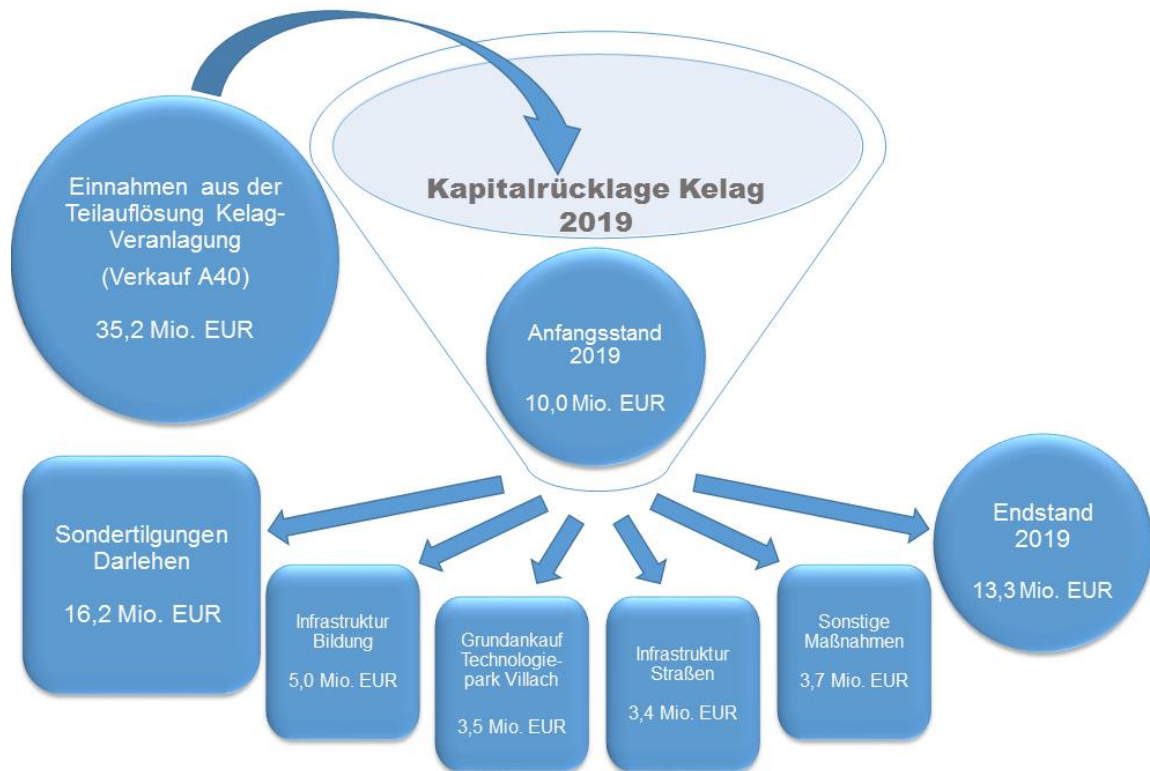 Einnahmen aus der
Teilauflösung Kelag-
Veranlagung
(Verkauf A40)
35,2 Mio. EUR
Kapitalrücklage Kelag
2019
Anfangsstand
2019
10,0 Mio. EUR
Sondertilgungen
Darlehen
16,2 Mio. EUR
Infrastruktur
Bildung
5,0 Mio. EUR
Grundankauf
Technologie-
park Villach
3,5 Mio. EUR
Infrastruktur
Straßen
3,4 Mio. EUR
Sonstige
Maßnahmen
3,7 Mio. EUR
Endstand
2019
13,3 Mio. EUR